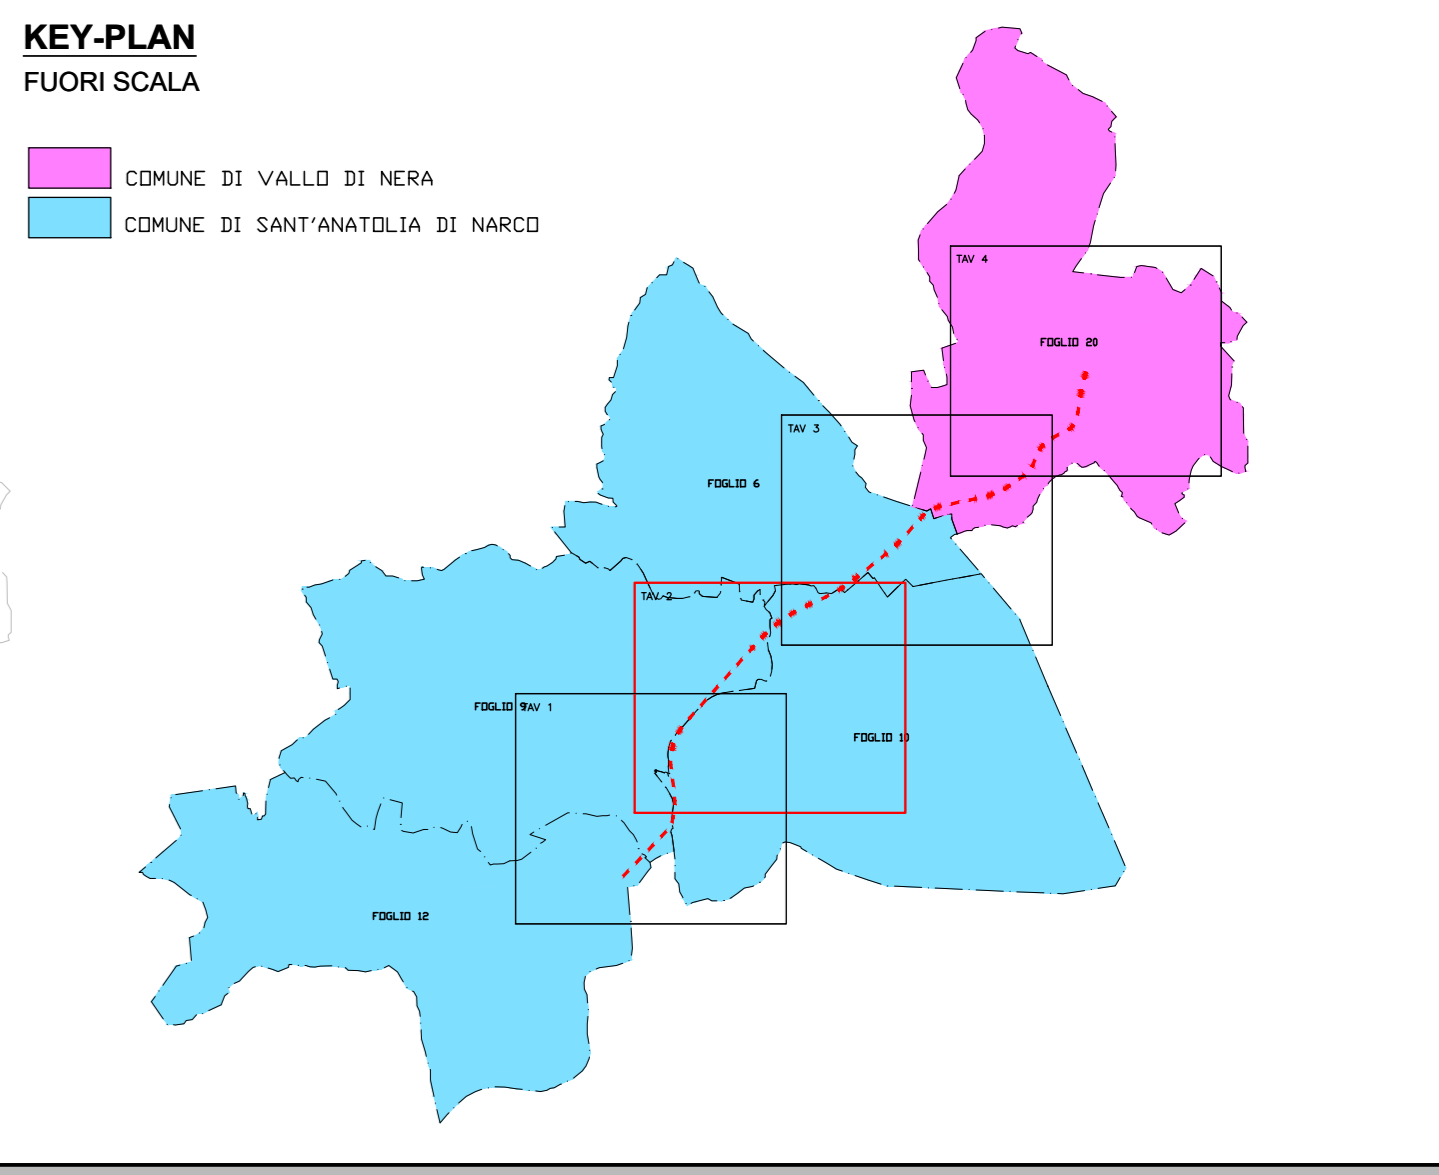 KEY-PLAN
FUORI SCALA
COMUNE DI VALLO DI NERA
COMUNE DI SANT'ANATOLIA DI NARCO
TAV 4
FOGLIO 20
TAV 3
FOGLIO 6
TAV 2
FOGLIO 9
TAV 1
FOGLIO 10
FOGLIO 12